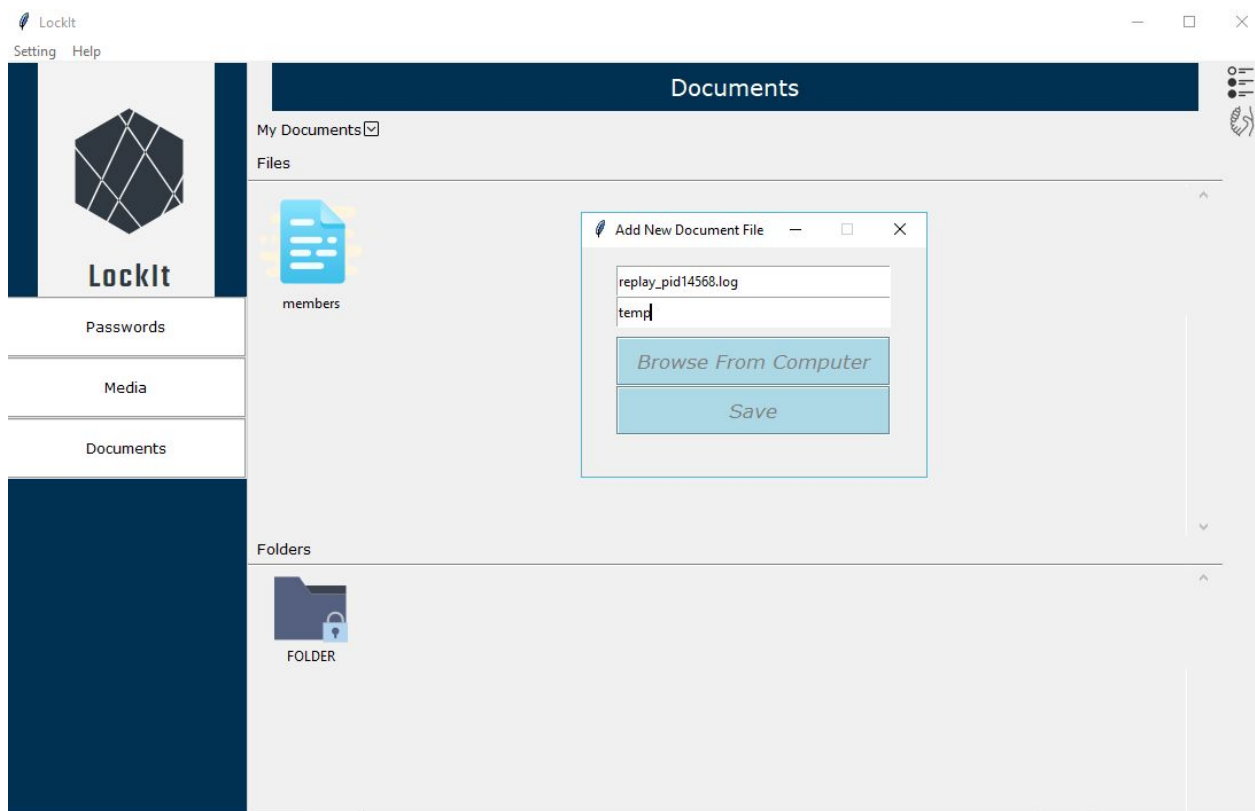 LockIt
Setting Help
Documents
My Documents
Files
LockIt
Passwords
Media
Documents
members
Add New Document File
replay_pid14568.log
temp
Browse From Computer
Save
Folders
FOLDER